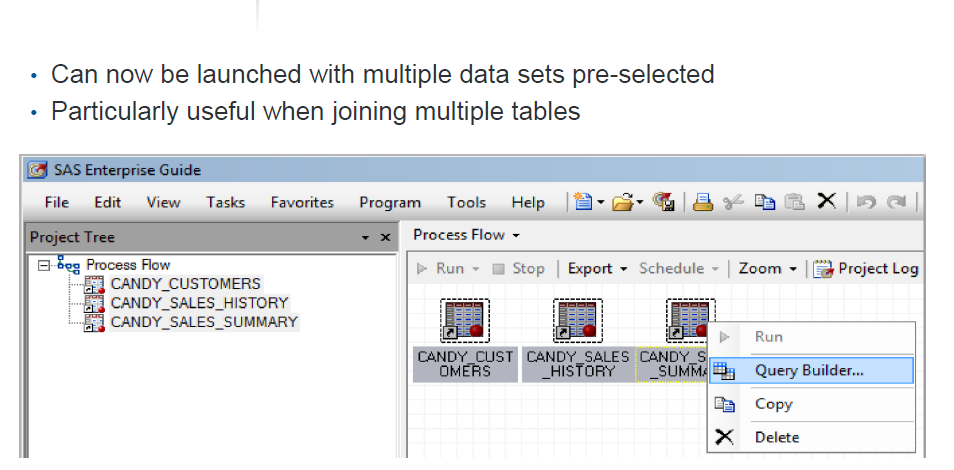 • Can now be launched with multiple data sets pre-selected
• Particularly useful when joining multiple tables
SAS Enterprise Guide
File Edit View Tasks Favorites Program Tools Help
Project Tree
Process Flow
Process Flow
CANDY_CUSTOMERS
CANDY_SALES_HISTORY
CANDY_SALES_SUMMARY
Run Stop Export Schedule Zoom Project Log
CANDY_CUST
OMERS
CANDY_SALES
_HISTORY
CANDY_S
_SUMM
Run
Query Builder...
Copy
Delete